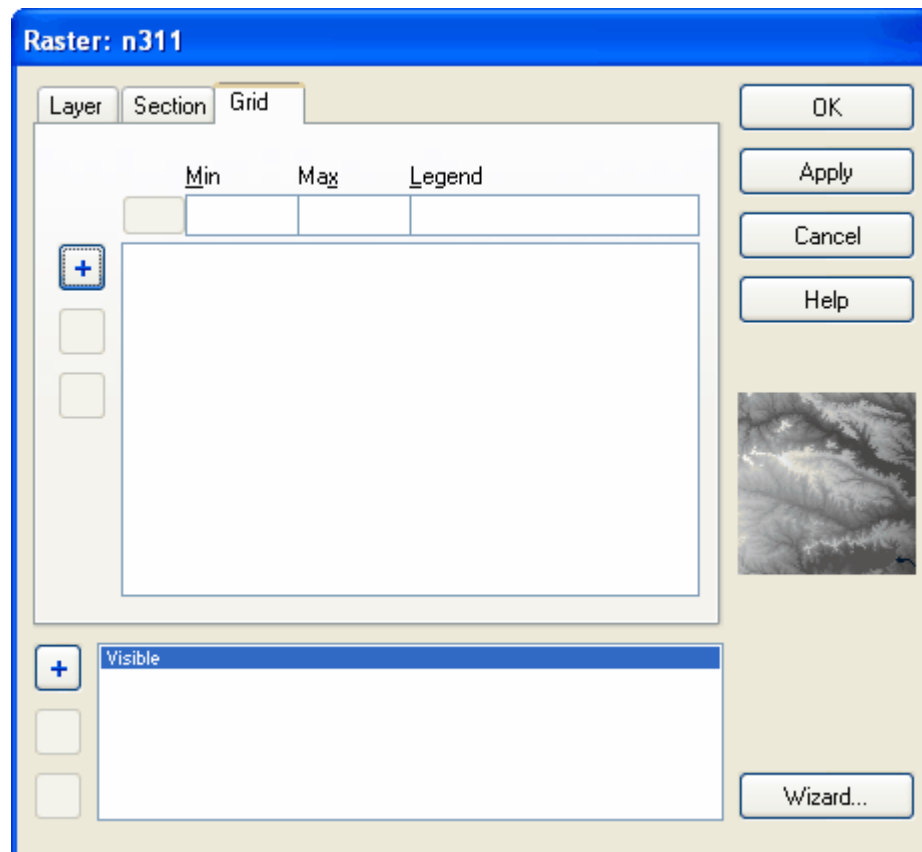 Raster: n311
Layer Section Grid
OK
Min Max Legend
Apply
Cancel
+
Help
+
Visible
Wizard...